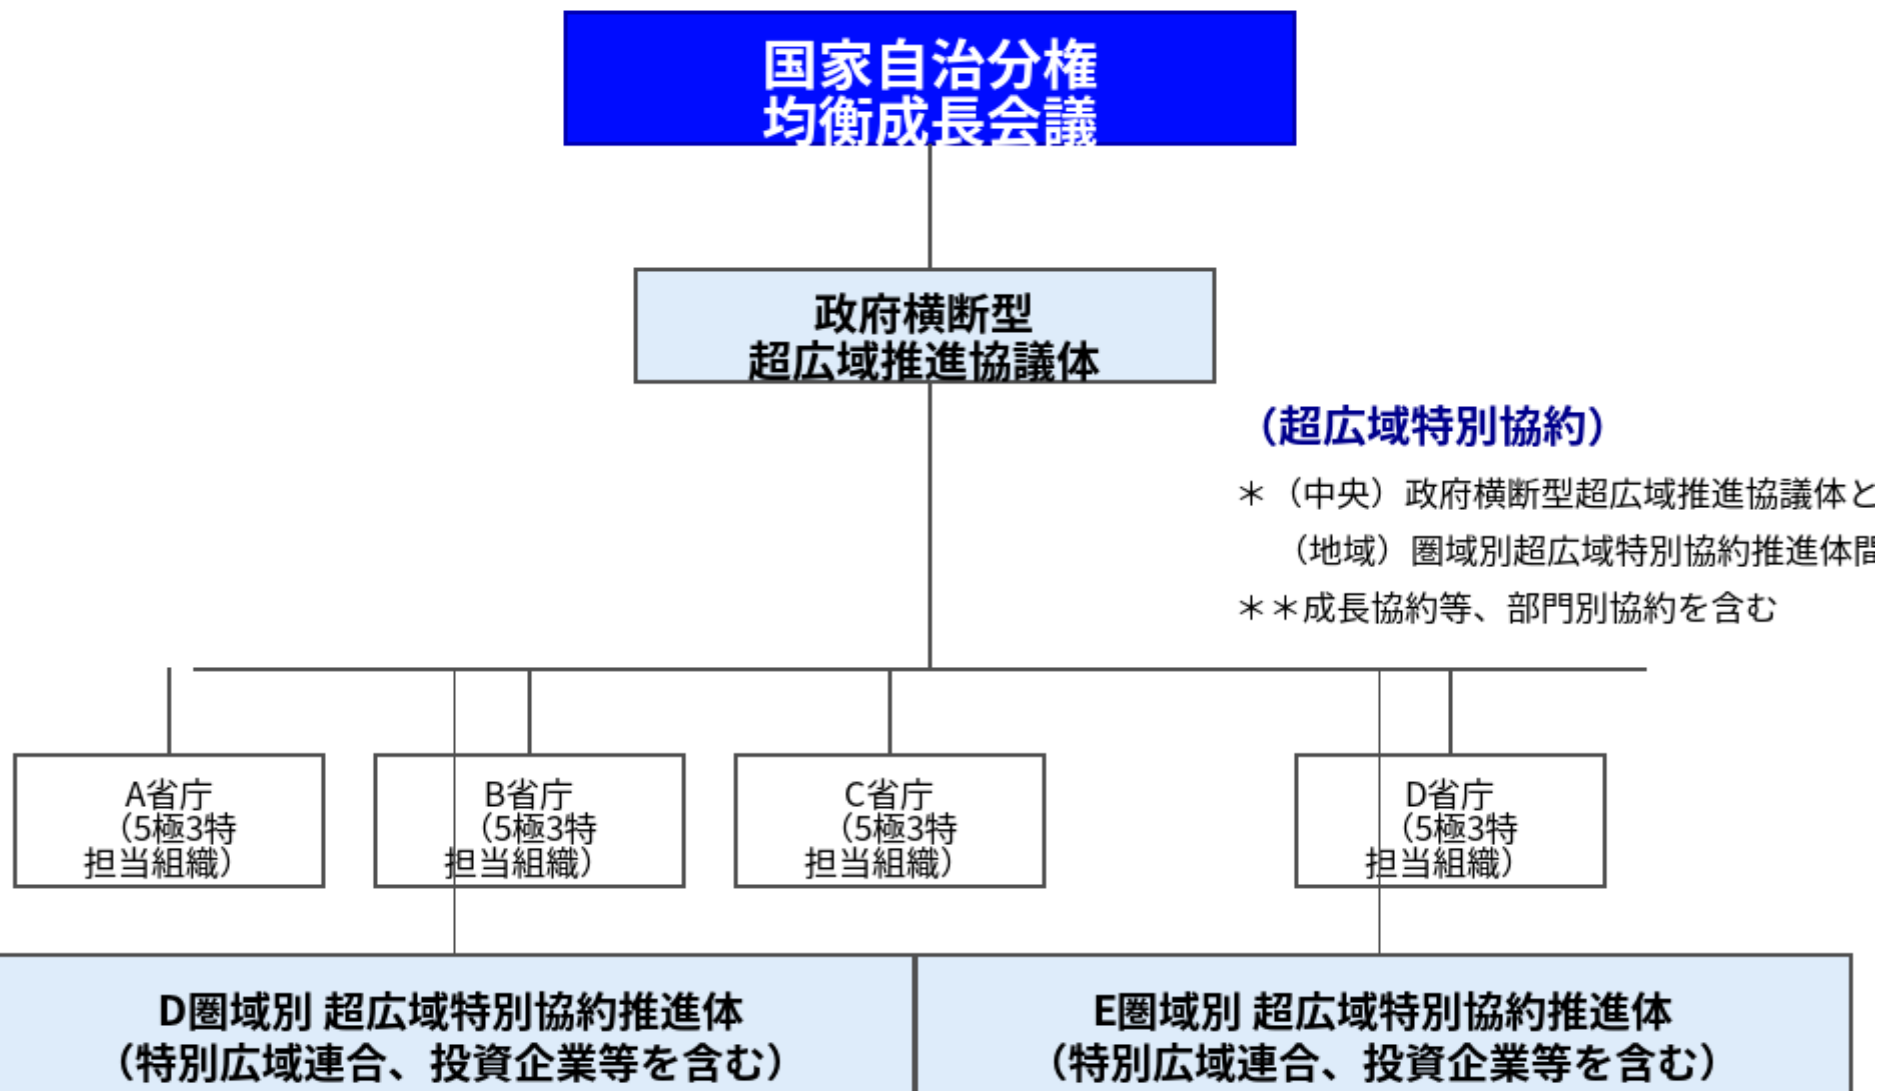 国家自治分権
均衡成長会議
政府横断型
超広域推進協議体
（超広域特別協約）
＊（中央）政府横断型超広域推進協議体と
（地域）圏域別超広域特別協約推進体間
＊＊成長協約等、部門別協約を含む
A省庁
（5極3特
担当組織）
B省庁
（5極3特
担当組織）
C省庁
（5極3特
担当組織）
D省庁
（5極3特
担当組織）
D圏域別 超広域特別協約推進体
（特別広域連合、投資企業等を含む）
E圏域別 超広域特別協約推進体
（特別広域連合、投資企業等を含む）